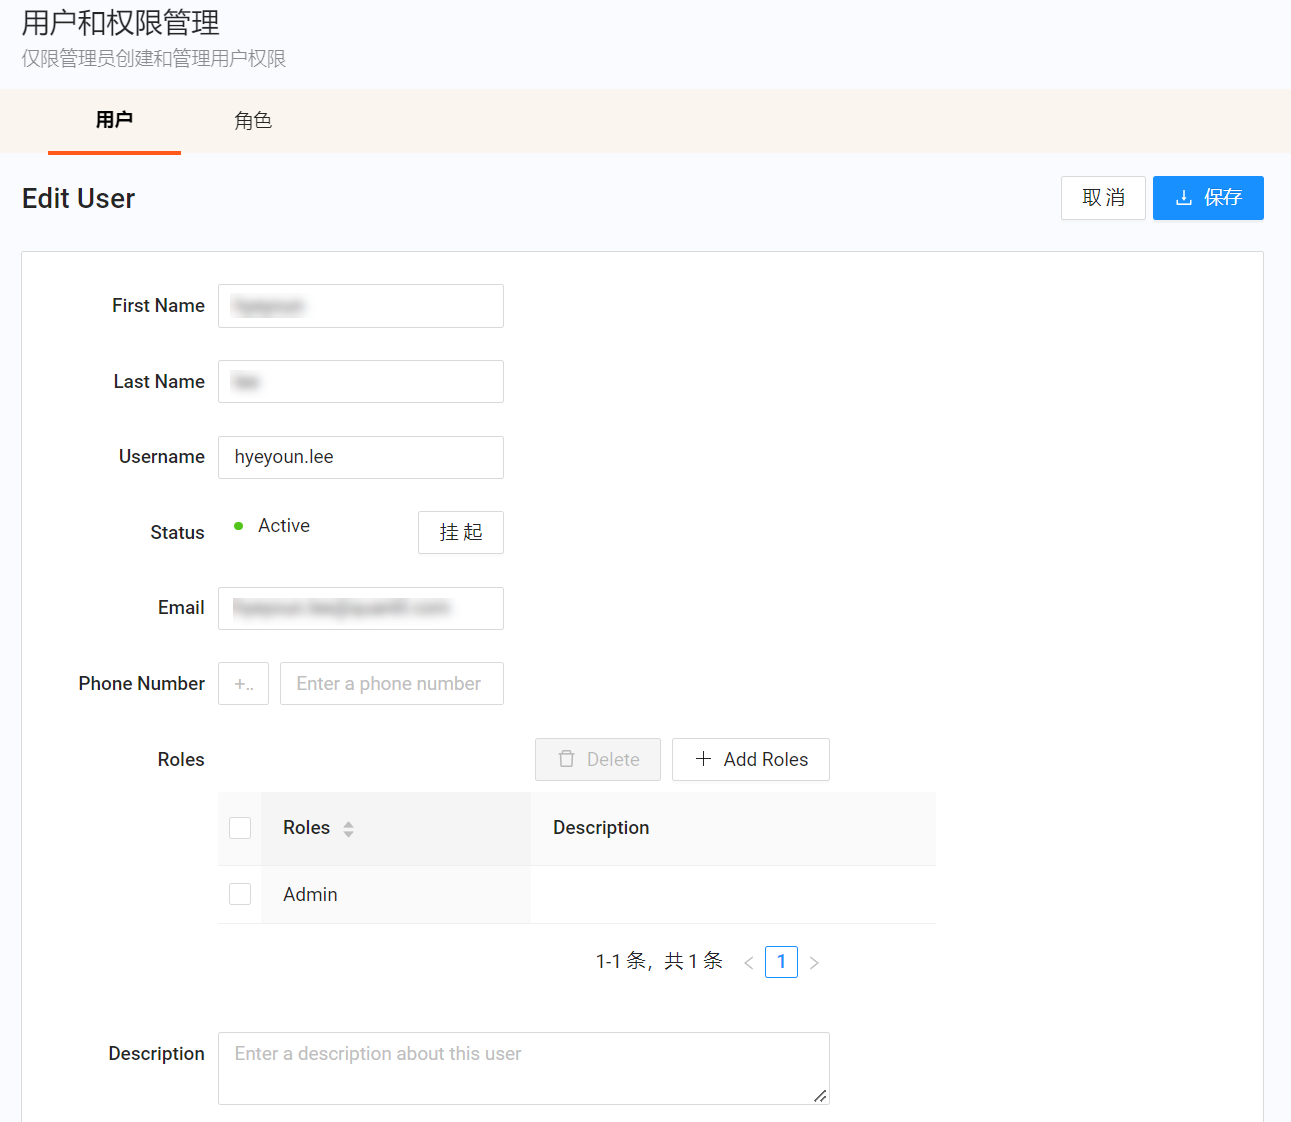 用户和权限管理
仅限管理员创建和管理用户权限
用户 角色
Edit User 取 消 保存
First Name
Last Name
Username hyeyoun.lee
Status Active 挂 起
Email
Phone Number +.. Enter a phone number
Roles Delete Add Roles
Roles Description
Admin
1-1 条，共 1 条 < 1 >
Description Enter a description about this user